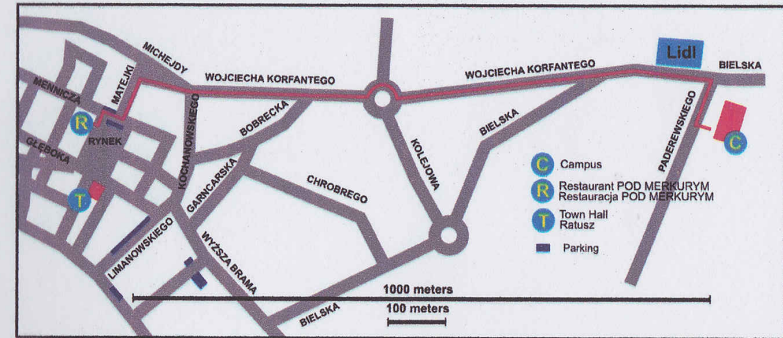 Lidl
MICHEJDY
BIELSKA
WOJCIECHA KORFANTEGO
WOJCIECHA KORFANTEGO
MATEJKI
MENNICZA
R
BOBRECKA
BIELSKA
PADEREWSKIEGO
C
RYNEK
KOCHANOWSKIEGO
KOLEJOWA
GŁĘBOKA
GARNCARSKA
CHROBREGO
T
C Campus
R Restaurant POD MERKURYM
Restauracja POD MERKURYM
T Town Hall
Ratusz
Parking
LIMANOWSKIEGO
WYŻSZA BRAMA
BIELSKA
1000 meters
100 meters